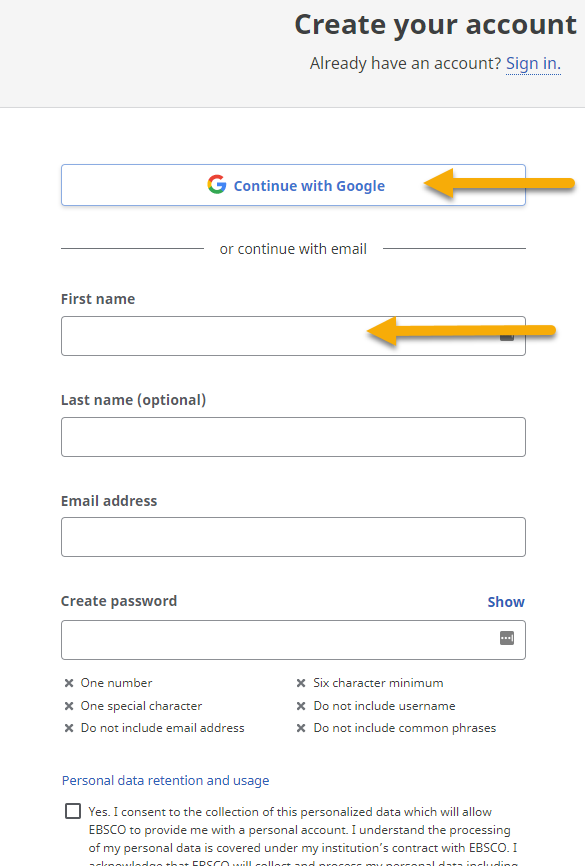 Create your account
Already have an account? Sign in.
Continue with Google
or continue with email
First name
Last name (optional)
Email address
Create password Show
One number Six character minimum
One special character Do not include username
Do not include email address Do not include common phrases
Personal data retention and usage
Yes. I consent to the collection of this personalized data which will allow
EBSCO to provide me with a personal account. I understand the processing
of my personal data is covered under my institution's contract with EBSCO. I
acknowledge that EBSCO will collect and process my personal data including